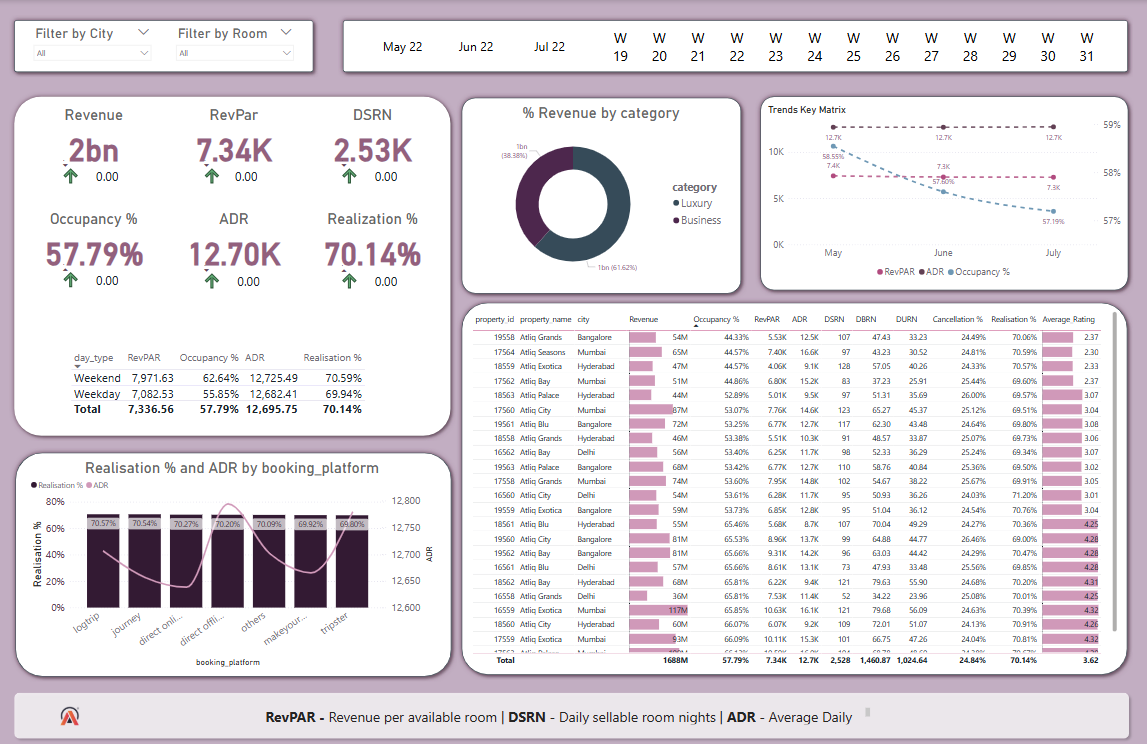 Filter by City
Filter by Room
All
All
May 22 Jun 22 Jul 22
W 19 W 20 W 21 W 22 W 23 W 24 W 25 W 26 W 27 W 28 W 29 W 30 W 31
Revenue RevPar DSRN
2bn 7.34K 2.53K
0.00 0.00 0.00
Occupancy % ADR Realization %
57.79% 12.70K 70.14%
0.00 0.00 0.00
day_type RevPAR Occupancy % ADR Realisation %
Weekend 7,971.63 62.64% 12,725.49 70.59%
Weekday 7,082.53 55.85% 12,682.41 69.94%
Total 7,336.56 57.79% 12,695.75 70.14%
% Revenue by category
1bn
(38.38%)
1bn (61.62%)
category
Luxury
Business
Trends Key Matrix
10K
5K
0K
59%
58%
57%
12.7K 12.7K 12.7K
58.55%
7.4K
7.3K
57.60%
7.3K
57.19%
May June July
RevPAR ADR Occupancy %
Realisation % and ADR by booking_platform
Realisation % ADR
80%
60%
40%
20%
0%
Realisation %
70.57% 70.54% 70.27% 70.20% 70.09% 69.92% 69.80%
12,800
12,750
12,700
12,650
12,600
ADR
logtrip journey direct onli... direct offli... others makeyour... tripster
booking_platform
property_id property_name city Revenue Occupancy % RevPAR ADR DSRN DBRN DURN Cancellation % Realisation % Average_Rating
19558 Atliq Grands Bangalore 54M 44.33% 5.53K 12.5K 107 47.43 33.23 24.49% 70.06% 2.37
17564 Atliq Seasons Mumbai 65M 44.57% 7.40K 16.6K 97 43.23 30.52 24.81% 70.59% 2.30
18559 Atliq Exotica Hyderabad 47M 44.57% 4.06K 9.1K 128 57.05 40.26 24.33% 70.57% 2.33
17562 Atliq Bay Mumbai 51M 44.86% 6.80K 15.2K 83 37.23 25.91 25.44% 69.60% 2.37
18563 Atliq Palace Hyderabad 44M 52.89% 5.01K 9.5K 97 51.31 35.69 26.00% 69.57% 3.07
17560 Atliq City Mumbai 87M 53.07% 7.76K 14.6K 123 65.27 45.37 25.12% 69.51% 3.04
19561 Atliq Blu Bangalore 72M 53.25% 6.77K 12.7K 117 62.30 43.48 24.64% 69.80% 3.08
18558 Atliq Grands Hyderabad 46M 53.38% 5.51K 10.3K 91 48.57 33.87 25.07% 69.73% 3.06
16562 Atliq Bay Delhi 56M 53.40% 6.25K 11.7K 98 52.33 36.29 25.24% 69.34% 3.07
19563 Atliq Palace Bangalore 68M 53.42% 6.77K 12.7K 110 58.76 40.84 25.36% 69.50% 3.02
17558 Atliq Grands Mumbai 74M 53.60% 7.95K 14.8K 102 54.67 38.22 25.67% 69.91% 3.05
16560 Atliq City Delhi 54M 53.61% 6.28K 11.7K 95 50.93 36.26 24.03% 71.20% 3.01
19559 Atliq Exotica Bangalore 59M 53.73% 6.85K 12.8K 95 51.04 36.12 24.54% 70.76% 3.04
18561 Atliq Blu Hyderabad 55M 65.46% 5.68K 8.7K 107 70.04 49.29 24.27% 70.36% 4.25
19560 Atliq City Bangalore 81M 65.53% 8.96K 13.7K 99 64.88 44.77 26.46% 69.00% 4.28
19562 Atliq Bay Bangalore 81M 65.66% 9.31K 14.2K 96 63.03 44.42 24.29% 70.47% 4.28
16561 Atliq Blu Delhi 57M 65.66% 8.61K 13.1K 73 47.93 33.48 25.56% 69.85% 4.28
18562 Atliq Bay Hyderabad 68M 65.81% 6.22K 9.4K 121 79.63 55.90 24.68% 70.20% 4.31
16558 Atliq Grands Delhi 36M 65.81% 7.53K 11.4K 52 34.22 23.96 25.08% 70.01% 4.25
16559 Atliq Exotica Mumbai 117M 65.85% 10.63K 16.1K 121 79.68 56.09 24.63% 70.39% 4.32
18560 Atliq City Hyderabad 60M 66.07% 6.07K 9.2K 109 72.01 51.07 24.13% 70.91% 4.26
17559 Atliq Exotica Mumbai 93M 66.09% 10.11K 15.3K 101 66.75 47.26 24.04% 70.81% 4.32
Total 1688M 57.79% 7.34K 12.7K 2,528 1,460.87 1,024.64 24.84% 70.14% 3.62
RevPAR - Revenue per available room | DSRN - Daily sellable room nights | ADR - Average Daily